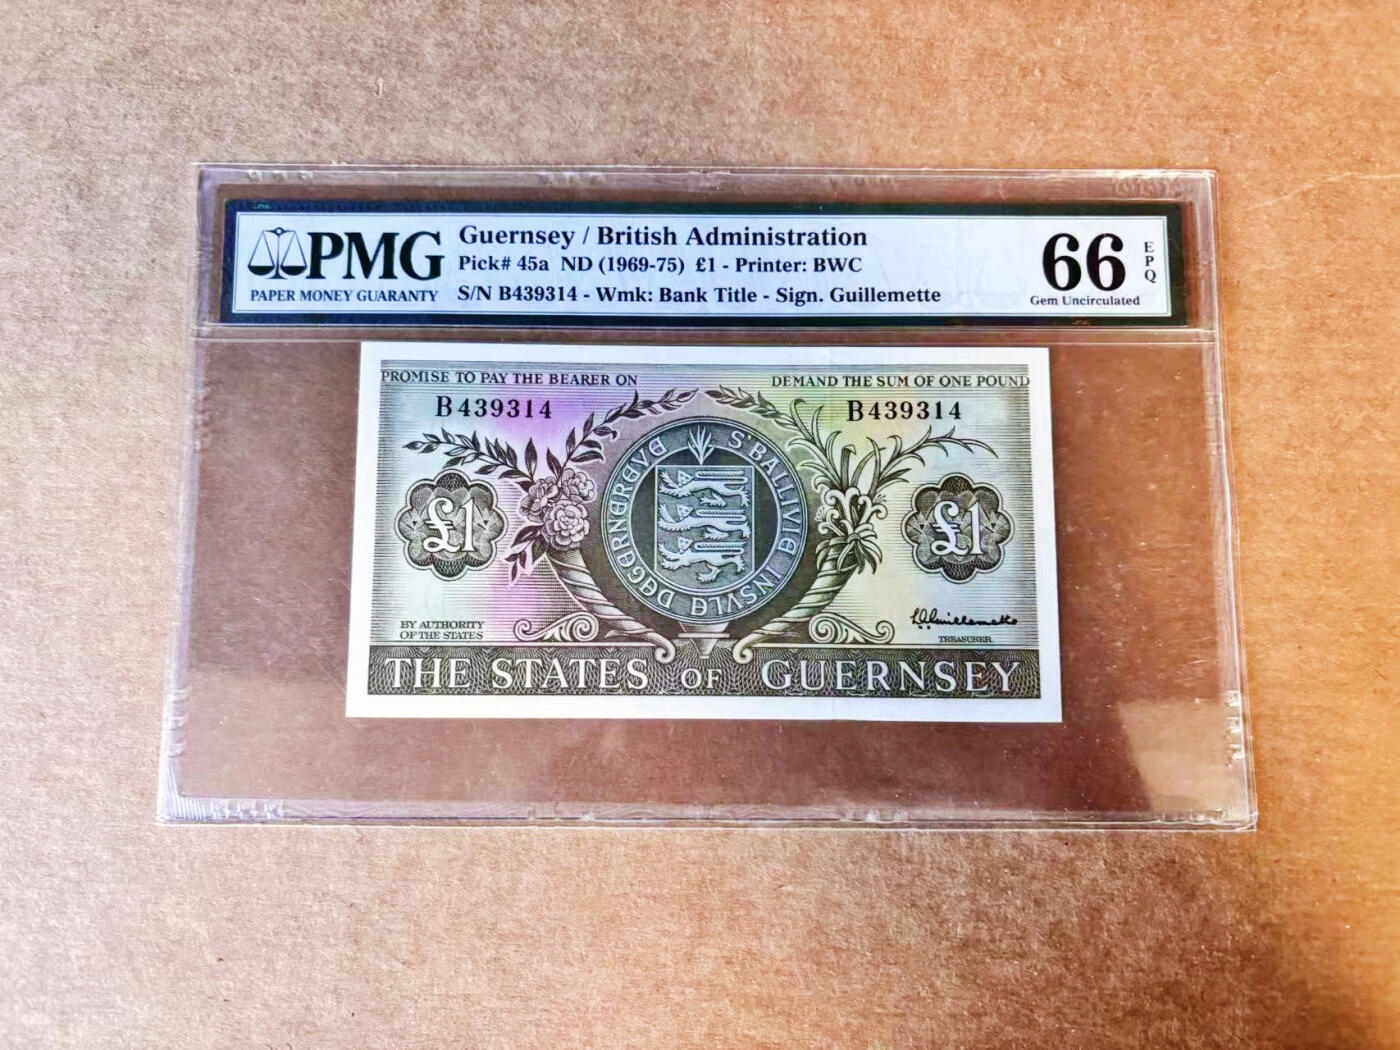 PMG
PAPER MONEY GUARANTY
Guernsey / British Administration
Pick# 45a ND (1969-75) £1 - Printer: BWC
S/N B439314 - Wmk: Bank Title - Sign. Guillemette
66
EPQ
Gem Uncirculated
PROMISE TO PAY THE BEARER ON DEMAND THE SUM OF ONE POUND
B439314 B439314
S'BALLIVIE INSVLE
£1 £1
BY AUTHORITY
OF THE STATES
Guillemette
TREASURER
THE STATES OF GUERNSEY